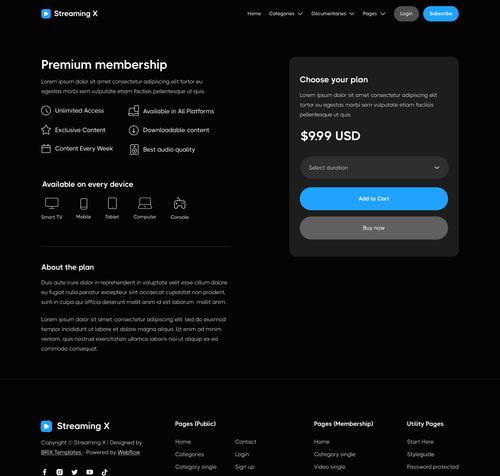 Streaming X
Home Categories Documentaries Pages Login Subscribe
Premium membership
Lorem ipsum dolor sit amet consectetur adipiscing elit tortor eu
egestas morbi sem vulputate pellentesque ut quis.
Unlimited Access
Available in All Platforms
Exclusive Content
Downloadable content
Content Every Week
Best audio quality
Available on every device
Smart TV Mobile Tablet Computer Console
About the plan
Duis aute irure dolor in reprehenderit in voluptate velit esse cillum dolore
eu fugiat nulla pariatur excepteur sint occaecat cupidatat non proident,
sunt in culpa qui officia deserunt mollit anim id est laborum mollit anim.
Lorem ipsum dolor sit amet, consectetur adipiscing elit, sed do eiusmod
tempor incididunt ut labore et dolore magna aliqua. Ut enim ad minim
veniam, quis nostrud exercitation ullamco laboris nisi ut aliquip ex ea
commodo consequat.
Choose your plan
Lorem ipsum dolor sit amet, consectetur adipiscing elit
tortor eu egestas morbi sem vulputate etiam facilisis
pellentesque ut quis.
$9.99 USD
Select duration
Add to Cart
Buy now
Streaming X
Copyright © Streaming X | Designed by
BRIX Templates - Powered by Webflow
Pages (Public)
Home
Categories
Category single
Contact
Login
Sign up
Pages (Membership)
Home
Category single
Video single
Utility Pages
Start Here
Styleguide
Password protected